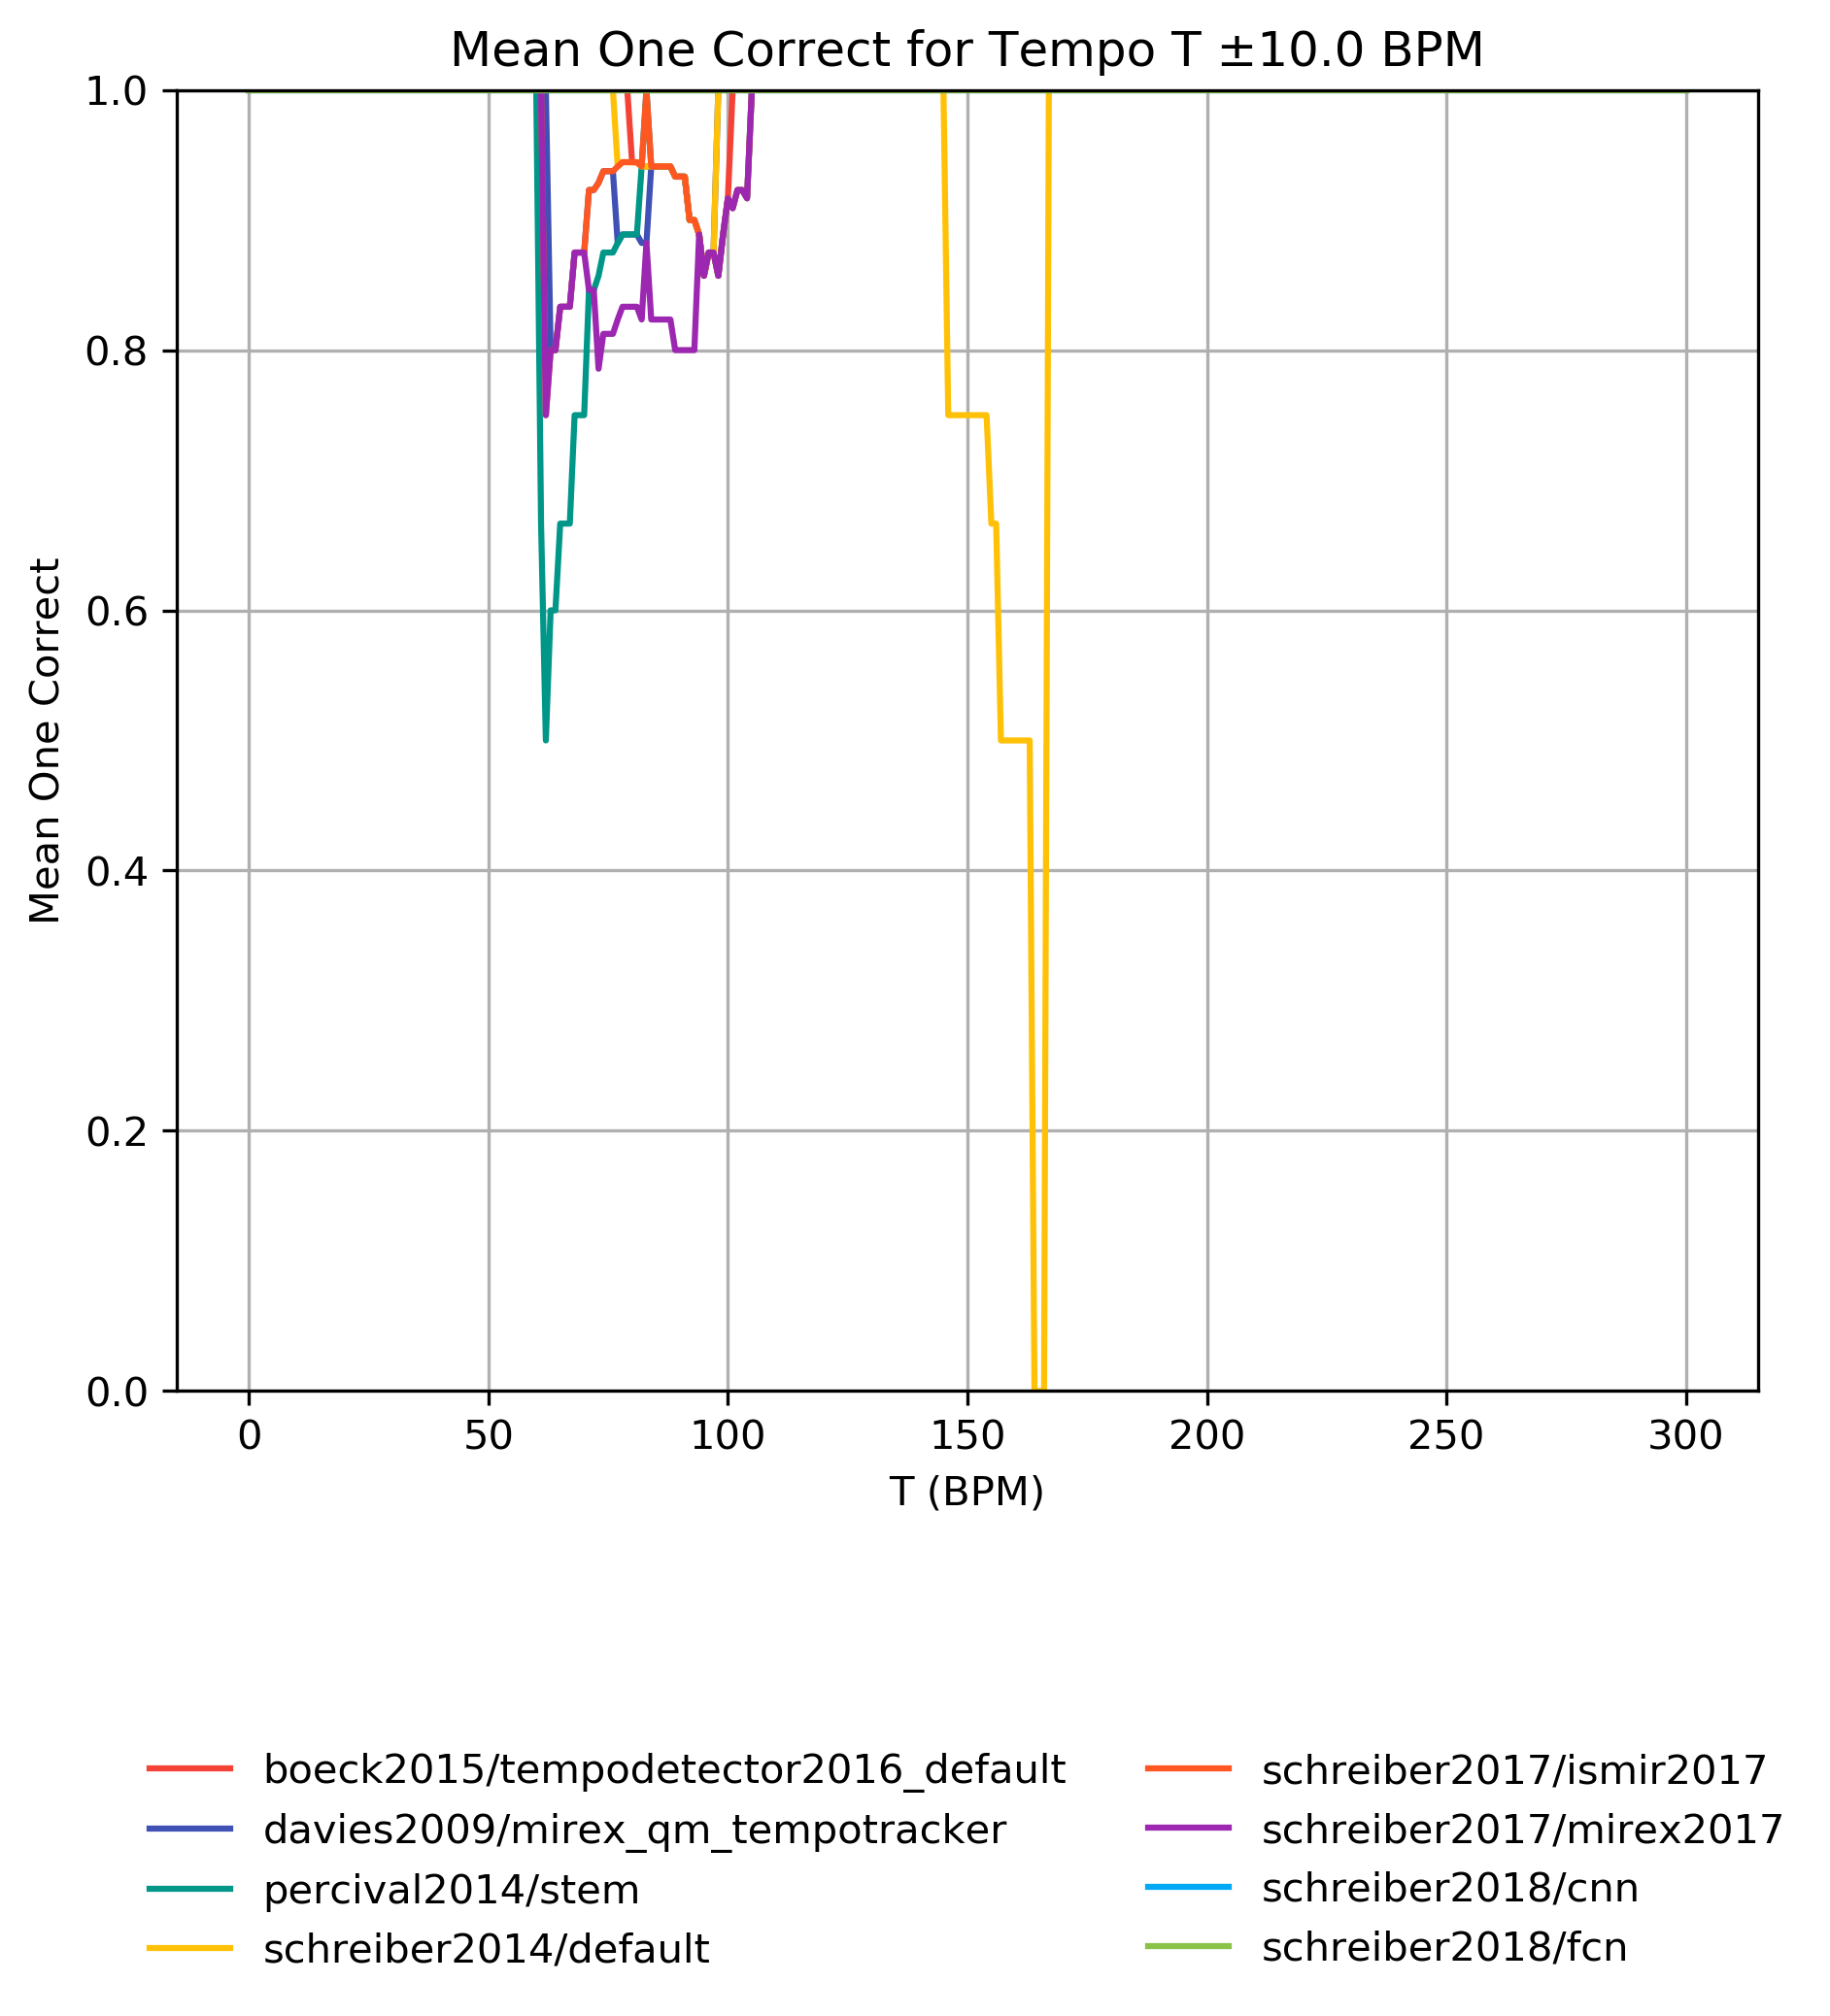 Mean One Correct for Tempo T ±10.0 BPM
Mean One Correct
1.0
0.8
0.6
0.4
0.2
0.0
0 50 100 150 200 250 300
T (BPM)
boeck2015/tempodetector2016_default
davies2009/mirex_qm_tempotracker
percival2014/stem
schreiber2014/default
schreiber2017/ismir2017
schreiber2017/mirex2017
schreiber2018/cnn
schreiber2018/fcn